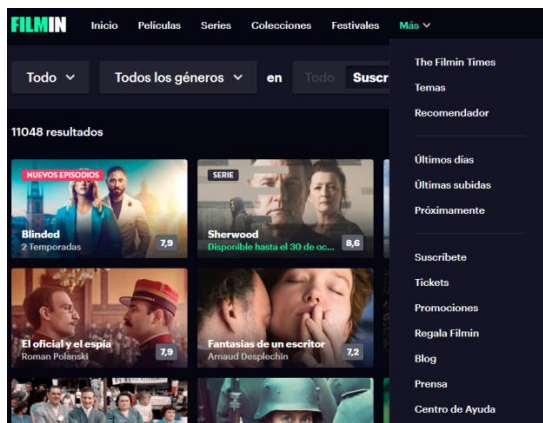 FILMIN Inicio Películas Series Colecciones Festivales Más
Todo Todos los géneros en Todo Suscr
11048 resultados
NUEVOS EPISODIOS
Blinded
2 Temporadas
7,9
SERIE
Sherwood
Disponible hasta el 30 de oc...
8,6
El oficial y el espía
Roman Polanski
7,9
Fantasías de un escritor
Arnaud Desplechin
7,2
The Filmin Times
Temas
Recomendador
Últimos días
Últimas subidas
Próximamente
Suscríbete
Tickets
Promociones
Regala Filmin
Blog
Prensa
Centro de Ayuda